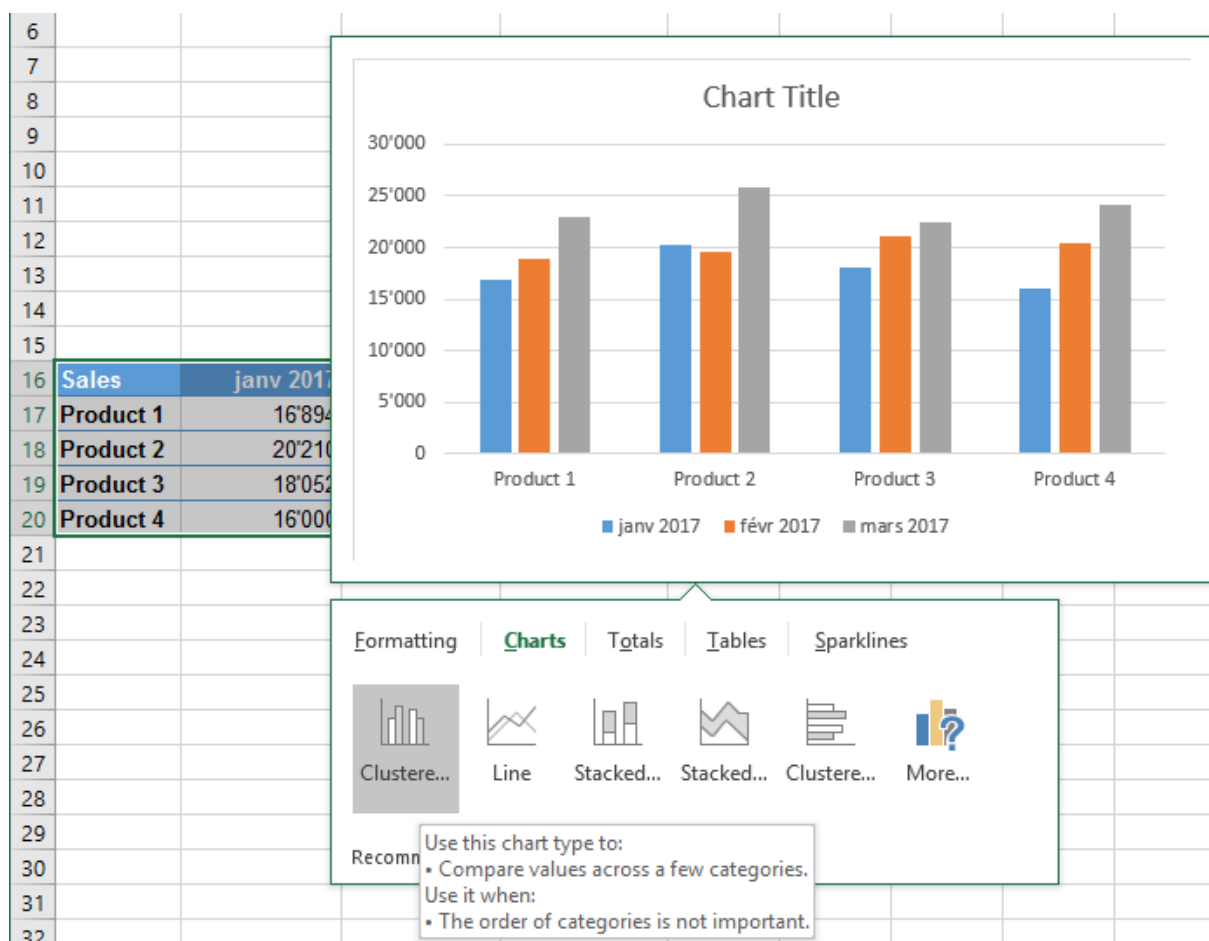 6
7
8
9
10
11
12
13
14
15
16 Sales janv 2017
17 Product 1 16'894
18 Product 2 20'210
19 Product 3 18'052
20 Product 4 16'000
21
22
23
24
25
26
27
28
29
30
31
32
Chart Title
30'000
25'000
20'000
15'000
10'000
5'000
0
Product 1 Product 2 Product 3 Product 4
janv 2017 févr 2017 mars 2017
Formatting Charts Totals Tables Sparklines
Clustere... Line Stacked... Stacked... Clustere... More...
Recomm
Use this chart type to:
• Compare values across a few categories.
Use it when:
• The order of categories is not important.